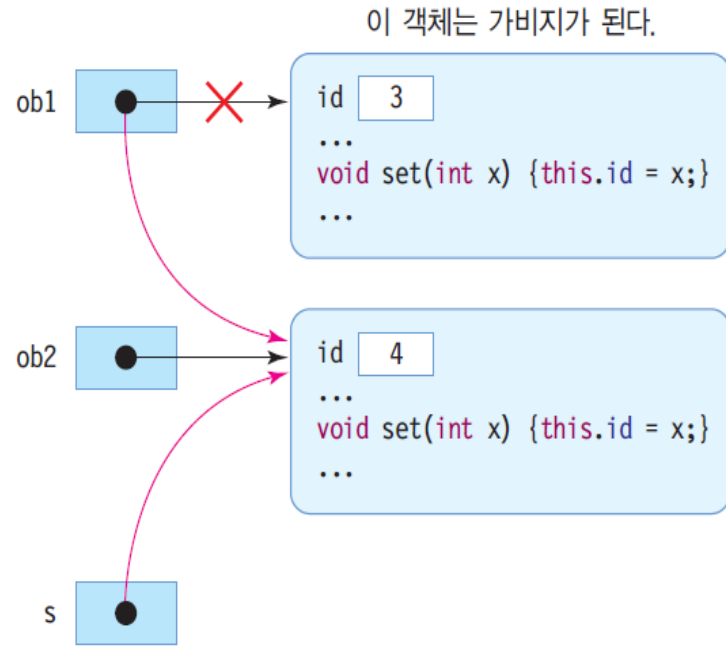 이 객체는 가비지가 된다.
ob1
id 3
...
void set(int x) {this.id = x;}
...
ob2
id 4
...
void set(int x) {this.id = x;}
...
s